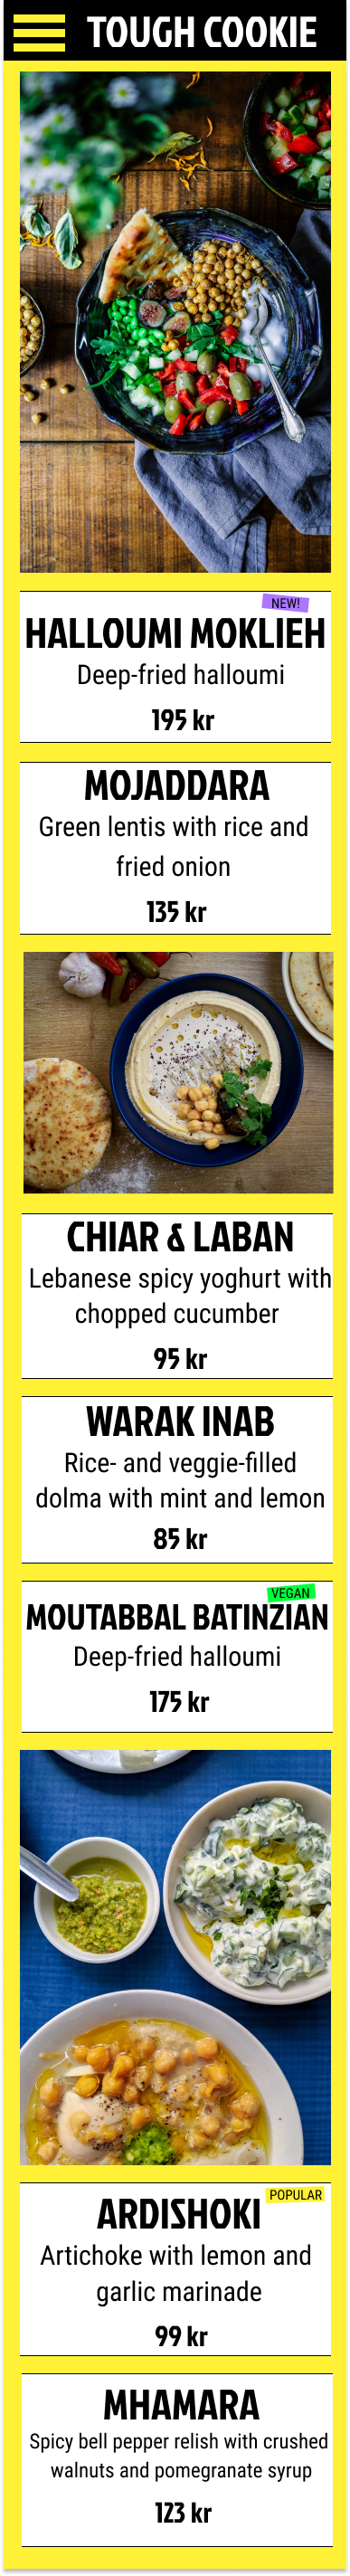 TOUGH COOKIE
NEW!
HALLOUMI MOKLIEH
Deep-fried halloumi
195 kr
MOJADDARA
Green lentis with rice and
fried onion
135 kr
CHIAR & LABAN
Lebanese spicy yoghurt with
chopped cucumber
95 kr
WARAK INAB
Rice- and veggie-filled
dolma with mint and lemon
85 kr
VEGAN
MOUTABBAL BATINZIAN
Deep-fried halloumi
175 kr
POPULAR
ARDISHOKI
Artichoke with lemon and
garlic marinade
99 kr
MHAMARA
Spicy bell pepper relish with crushed
walnuts and pomegranate syrup
123 kr